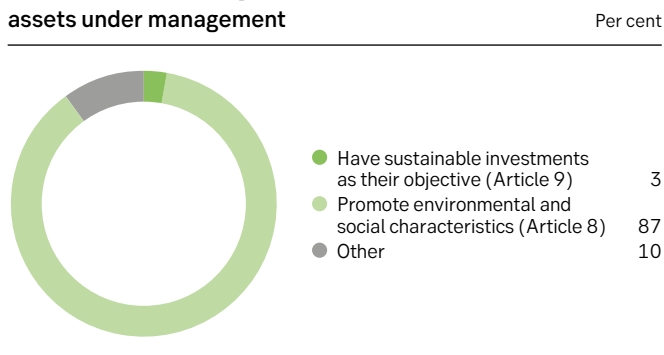 assets under management Per cent
Have sustainable investments
as their objective (Article 9) 3
Promote environmental and
social characteristics (Article 8) 87
Other 10